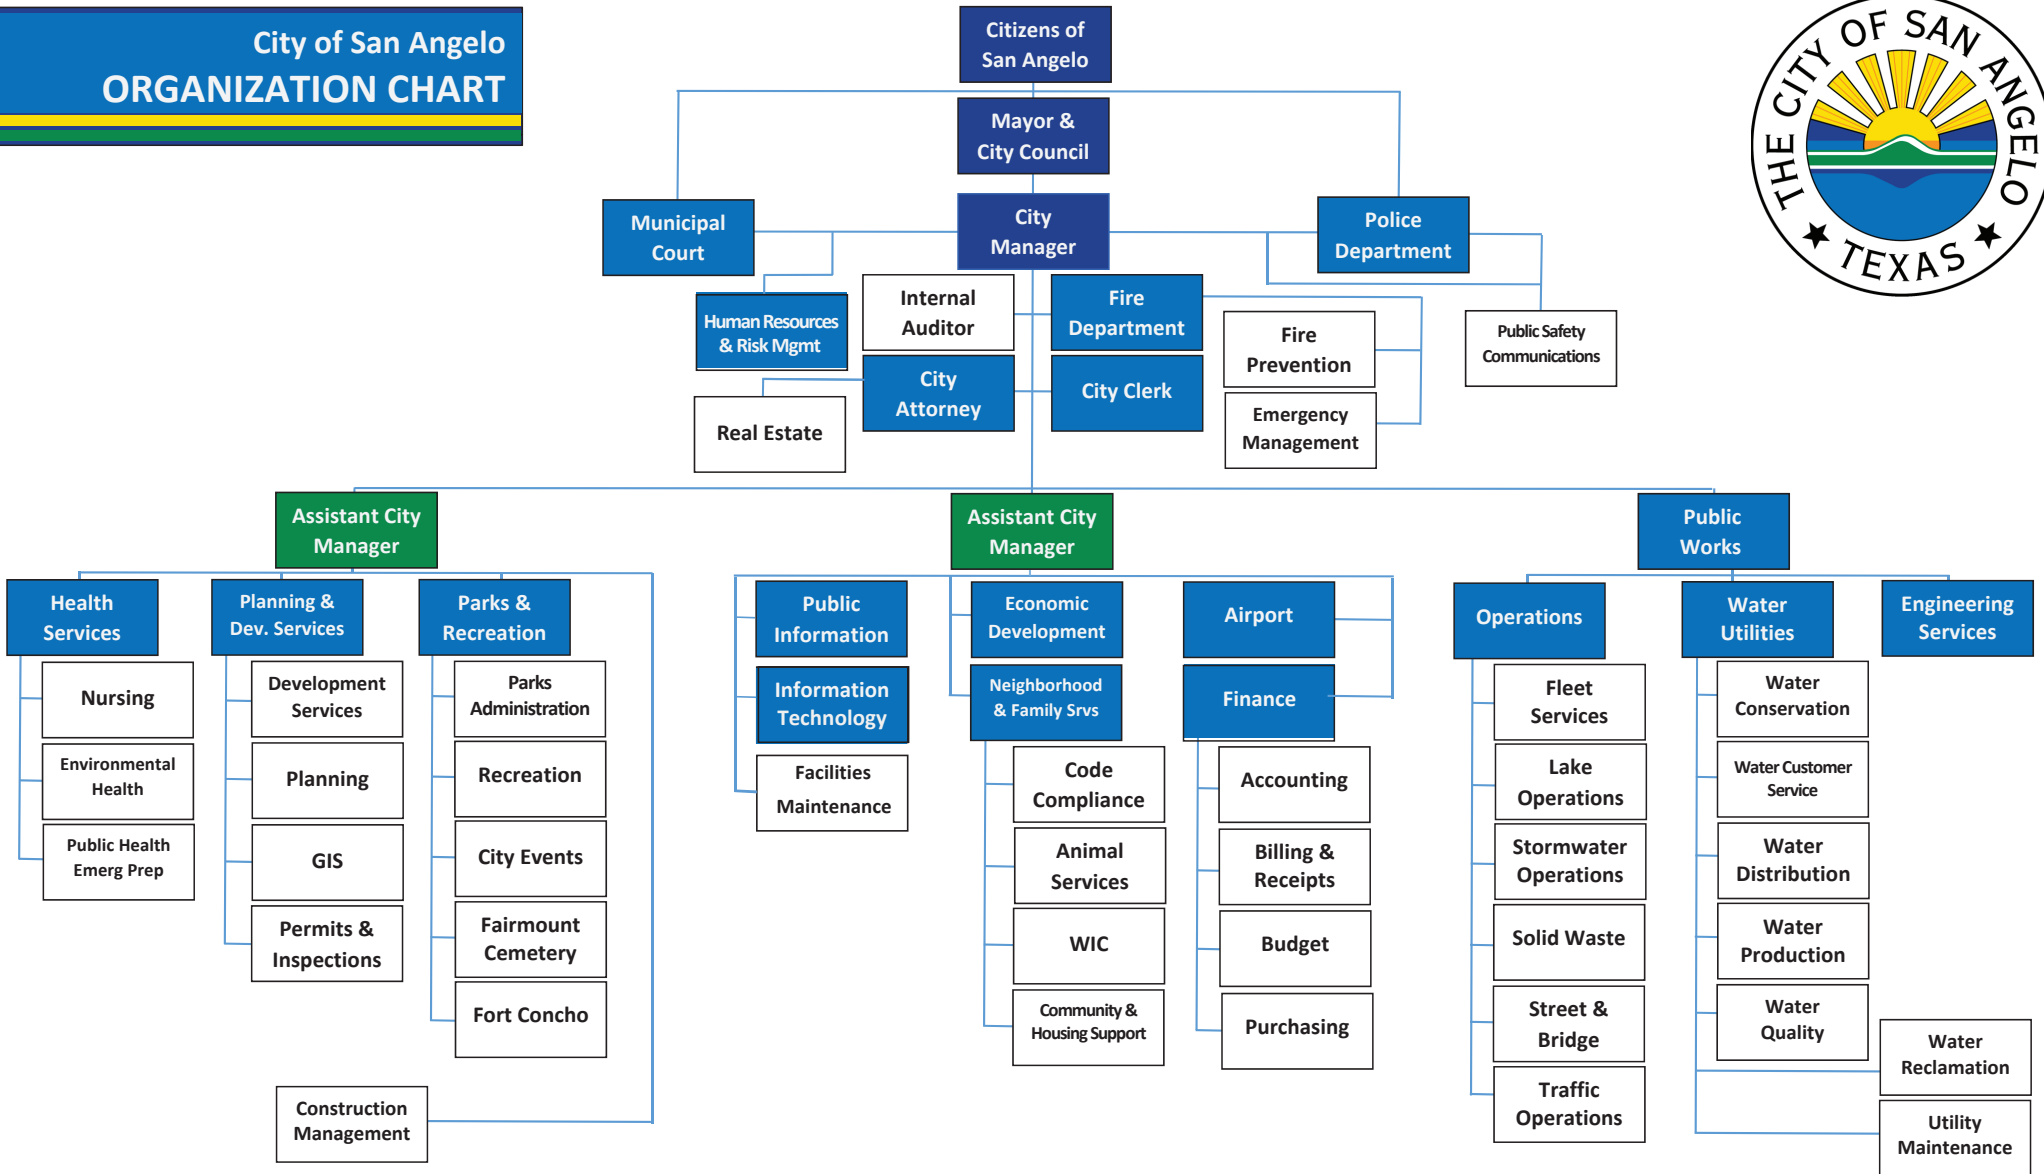 City of San Angelo
ORGANIZATION CHART
Citizens of
San Angelo
THE CITY OF SAN ANGELO
TEXAS
Mayor &
City Council
Municipal
Court
City
Manager
Police
Department
Human Resources
& Risk Mgmt
Internal
Auditor
Fire
Department
Fire
Prevention
Public Safety
Communications
Real Estate
City
Attorney
City Clerk
Emergency
Management
Assistant City
Manager
Assistant City
Manager
Public
Works
Health
Services
Nursing
Environmental
Health
Public Health
Emerg Prep
Planning &
Dev. Services
Development
Services
Planning
GIS
Permits &
Inspections
Parks &
Recreation
Parks
Administration
Recreation
City Events
Fairmount
Cemetery
Fort Concho
Construction
Management
Public
Information
Information
Technology
Facilities
Maintenance
Economic
Development
Neighborhood
& Family Srvs
Code
Compliance
Animal
Services
WIC
Community &
Housing Support
Airport
Finance
Accounting
Billing &
Receipts
Budget
Purchasing
Operations
Fleet
Services
Lake
Operations
Stormwater
Operations
Solid Waste
Street &
Bridge
Traffic
Operations
Water
Utilities
Water
Conservation
Water Customer
Service
Water
Distribution
Water
Production
Water
Quality
Water
Reclamation
Utility
Maintenance
Engineering
Services